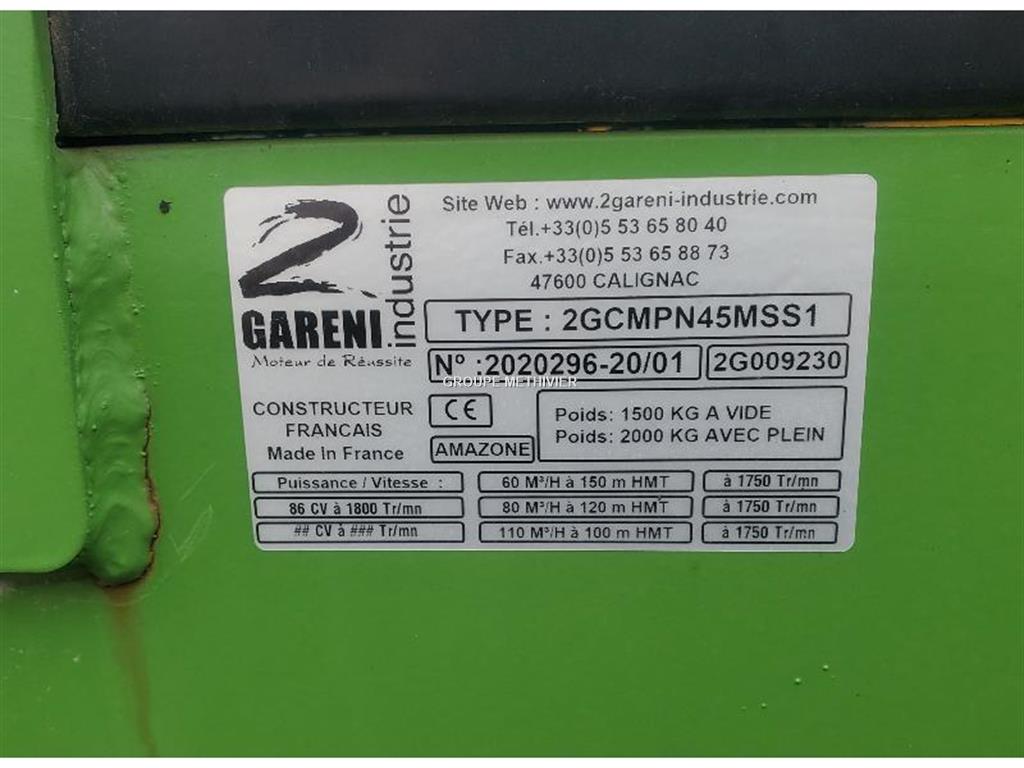 2
GARENI
industrie
Moteur de Réussite
Site Web : www.2gareni-industrie.com
Tél.+33(0)5 53 65 80 40
Fax.+33(0)5 53 65 88 73
47600 CALIGNAC
TYPE : 2GCMPN45MSS1
N° :2020296-20/01 2G009230
GROUPE METHIVIER
CONSTRUCTEUR
FRANCAIS
Made In France
CE
AMAZONE
Poids: 1500 KG A VIDE
Poids: 2000 KG AVEC PLEIN
Puissance / Vitesse : 60 M³/H à 150 m HMT à 1750 Tr/mn
86 CV à 1800 Tr/mn 80 M³/H à 120 m HMT à 1750 Tr/mn
## CV à ### Tr/mn 110 M³/H à 100 m HMT à 1750 Tr/mn